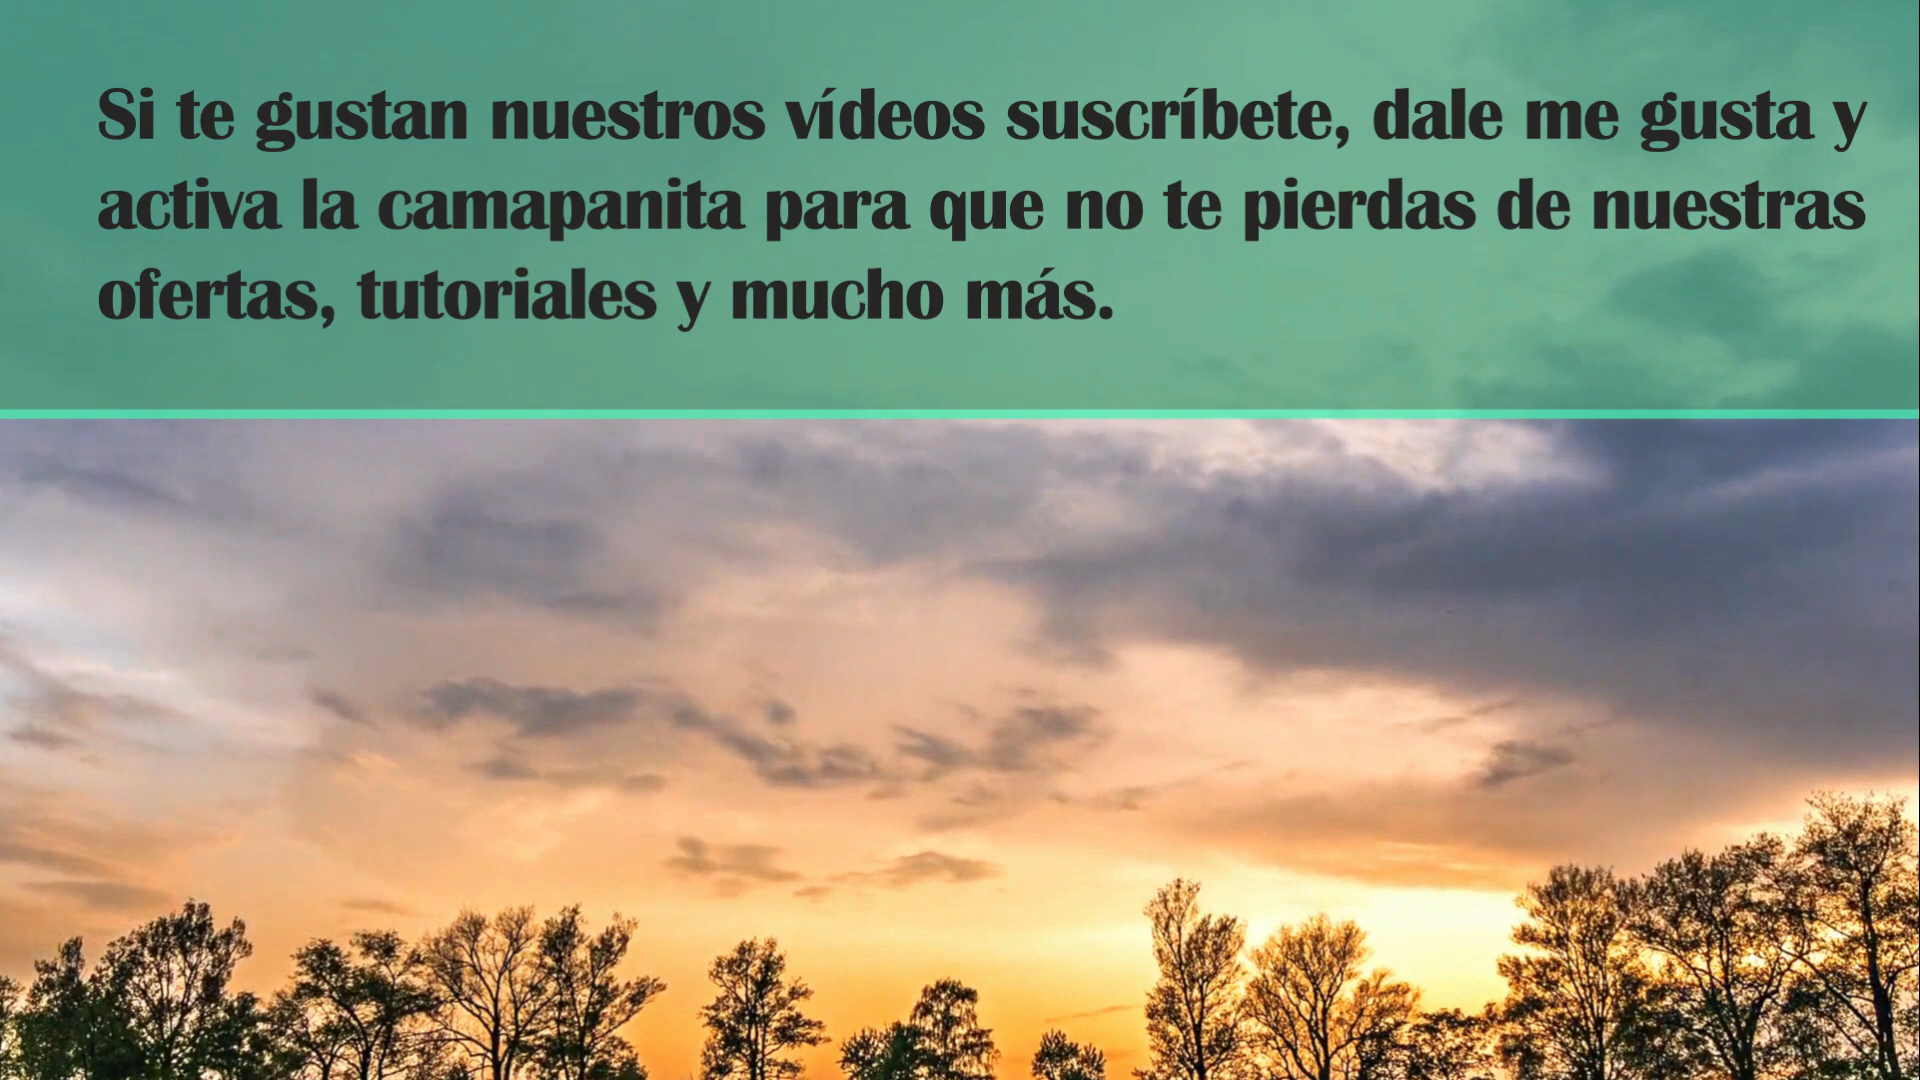 Si te gustan nuestros vídeos suscríbete, dale me gusta y
activa la camapanita para que no te pierdas de nuestras
ofertas, tutoriales y mucho más.